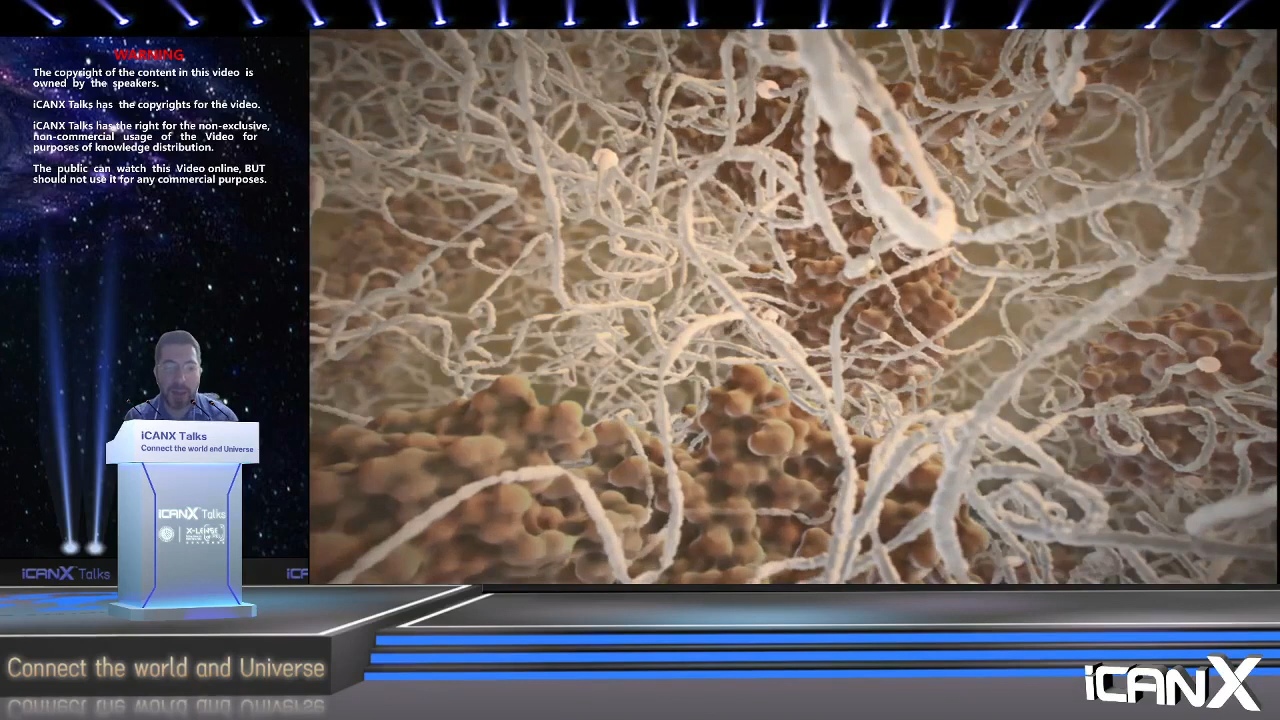 WARNING
The copyright of the content in this video is
owned by the speakers.
iCANX Talks has the copyrights for the video.
iCANX Talks has the right for the non-exclusive,
non-commercial usage of the Video for
purposes of knowledge distribution.
The public can watch this Video online, BUT
should not use it for any commercial purposes.
iCANX Talks
Connect the world and Universe
iCANX Talks
iCANX Talks
iC
Connect the world and Universe
iCANX